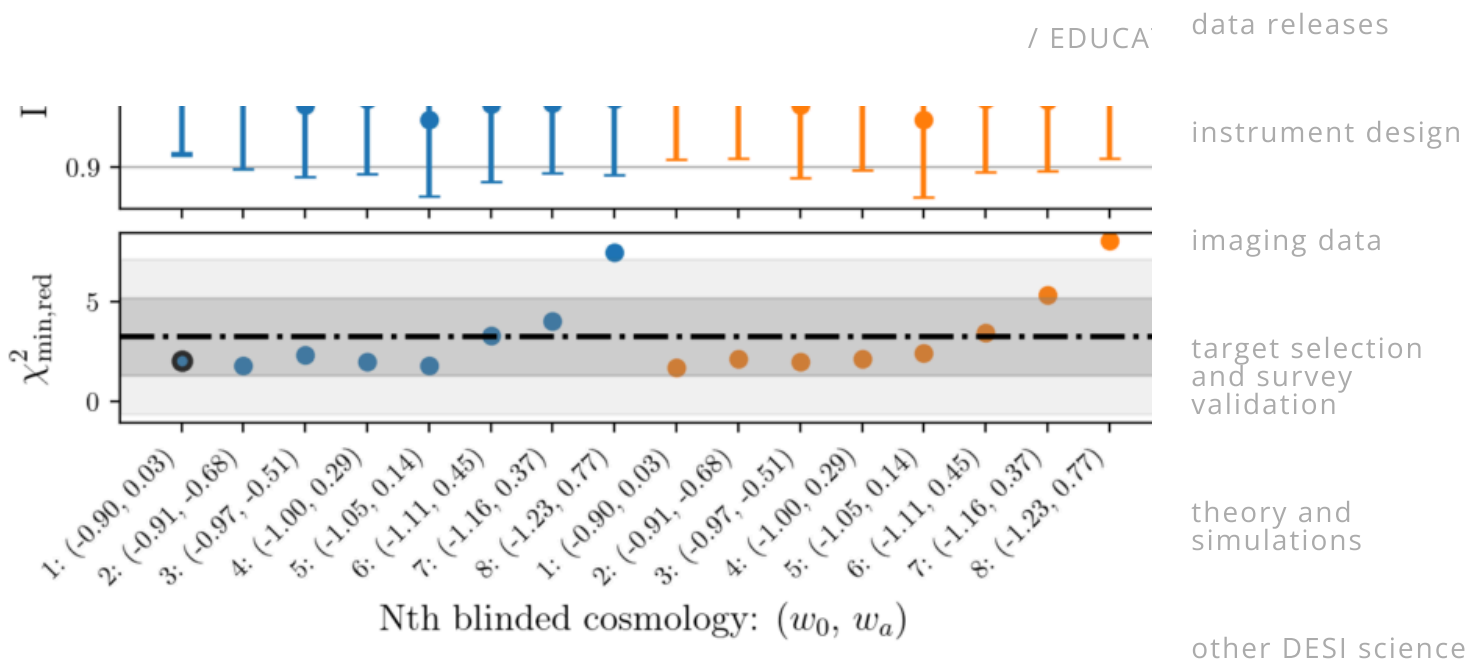 / EDUCA
data releases
instrument design
imaging data
target selection
and survey
validation
theory and
simulations
other DESI science
0.9
χ²min,red
5
0
1: (-0.90, 0.03)
2: (-0.91, -0.68)
3: (-0.97, -0.51)
4: (-1.00, 0.29)
5: (-1.05, 0.14)
6: (-1.11, 0.45)
7: (-1.16, 0.37)
8: (-1.23, 0.77)
1: (-0.90, 0.03)
2: (-0.91, -0.68)
3: (-0.97, -0.51)
4: (-1.00, 0.29)
5: (-1.05, 0.14)
6: (-1.11, 0.45)
7: (-1.16, 0.37)
8: (-1.23, 0.77)
Nth blinded cosmology: (w₀, wₐ)